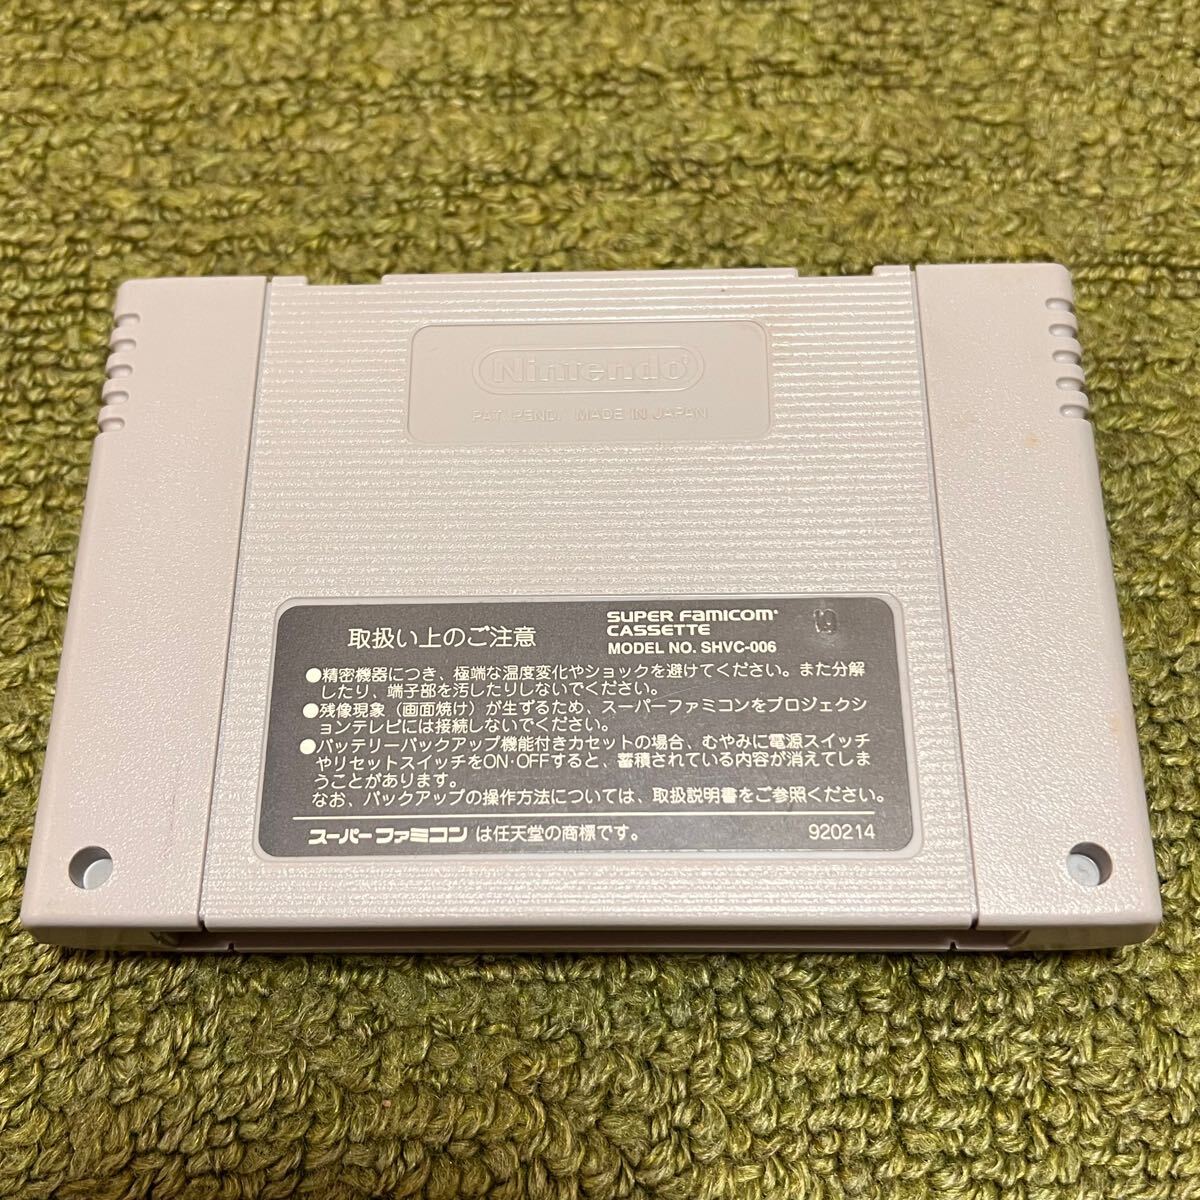 Nintendo
PAT. PEND. MADE IN JAPAN
取扱い上のご注意
SUPER FAMICOM
CASSETTE
MODEL NO. SHVC-006
●精密機器につき、極端な温度変化やショックを避けてください。また分解
したり、端子部を汚したりしないでください。
●残像現象（画面焼け）が生ずるため、スーパーファミコンをプロジェクシ
ョンテレビには接続しないでください。
●バッテリーバックアップ機能付きカセットの場合、むやみに電源スイッチ
やリセットスイッチをON・OFFすると、蓄積されている内容が消えてしま
うことがあります。
なお、バックアップの操作方法については、取扱説明書をご参照ください。
スーパーファミコン は任天堂の商標です。
920214